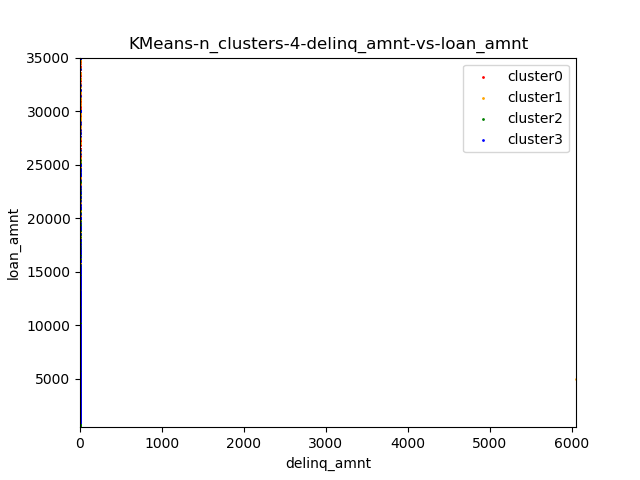 KMeans-n_clusters-4-delinq_amnt-vs-loan_amnt
35000
30000
25000
20000
15000
10000
5000
loan_amnt
cluster0
cluster1
cluster2
cluster3
0 1000 2000 3000 4000 5000 6000
delinq_amnt